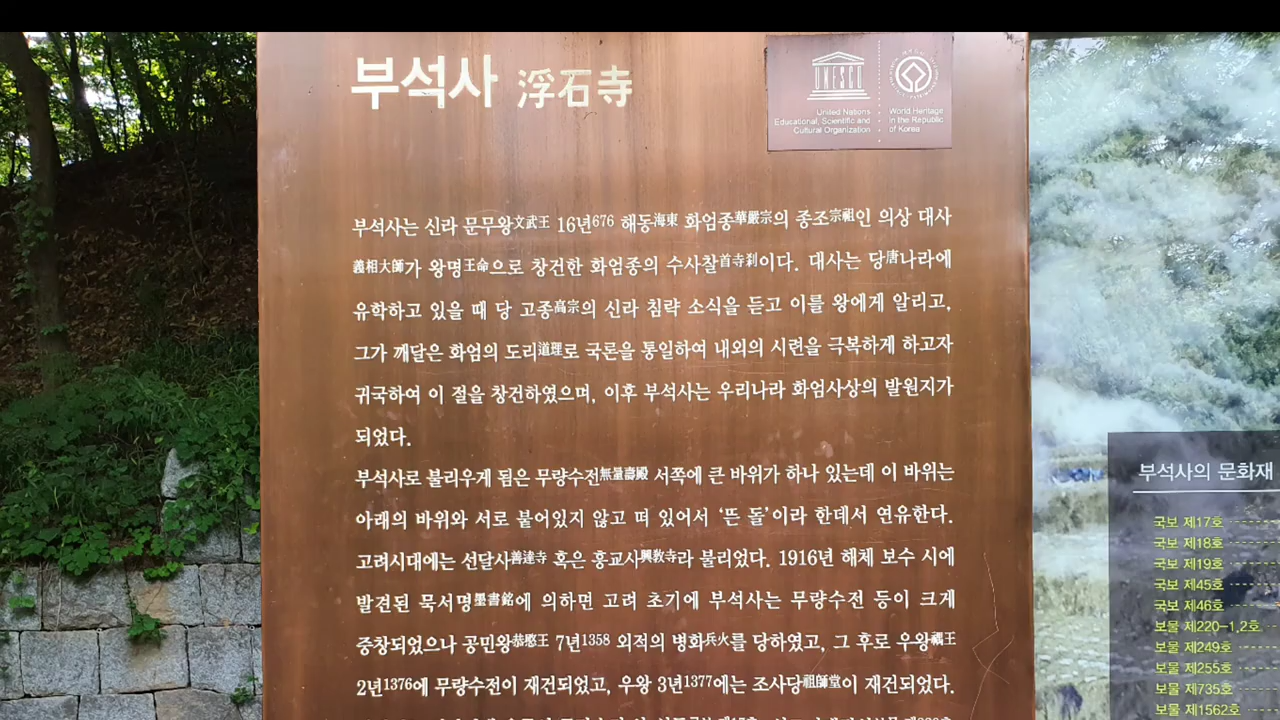 부석사 浮石寺
UNESCO
United Nations
Educational, Scientific and
Cultural Organization
World Heritage
in the Republic
of Korea
부석사는 신라 문무왕文武王 16년676 해동海東 화엄종華嚴宗의 종조宗祖인 의상 대사
義相大師가 왕명王命으로 창건한 화엄종의 수사찰首寺刹이다. 대사는 당唐나라에
유학하고 있을 때 당 고종高宗의 신라 침략 소식을 듣고 이를 왕에게 알리고,
그가 깨달은 화엄의 도리道理로 국론을 통일하여 내외의 시련을 극복하게 하고자
귀국하여 이 절을 창건하였으며, 이후 부석사는 우리나라 화엄사상의 발원지가
되었다.
부석사로 불리우게 됨은 무량수전無量壽殿 서쪽에 큰 바위가 하나 있는데 이 바위는
아래의 바위와 서로 붙어있지 않고 떠 있어서 ‘뜬 돌’이라 한데서 연유한다.
고려시대에는 선달사善達寺 혹은 흥교사興敎寺라 불리었다. 1916년 해체 보수 시에
발견된 묵서명墨書銘에 의하면 고려 초기에 부석사는 무량수전 등이 크게
중창되었으나 공민왕恭愍王 7년1358 외적의 병화兵火를 당하였고, 그 후로 우왕禑王
2년1376에 무량수전이 재건되었고, 우왕 3년1377에는 조사당祖師堂이 재건되었다.
부석사의 문화재
국보 제17호
국보 제18호
국보 제19호
국보 제45호
국보 제46호
보물 제220-1,2호
보물 제249호
보물 제255호
보물 제735호
보물 제1562호